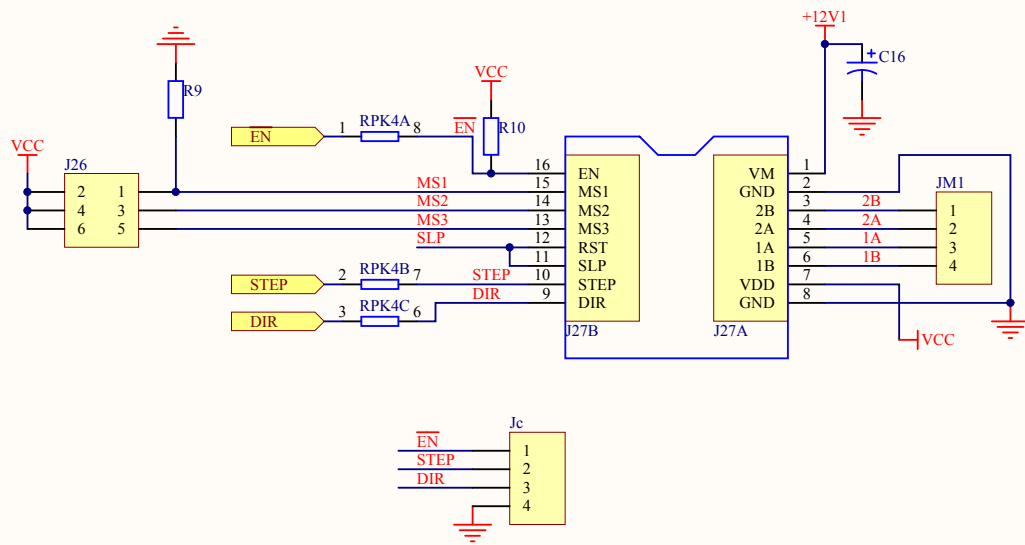 +12V1
C16
VCC
R9
R10
RPK4A
EN
1
8
EN
VCC
J26
2 1
4 3
6 5
MS1
MS2
MS3
SLP
16 EN
15 MS1
14 MS2
13 MS3
12 RST
11 SLP
10 STEP
9 DIR
J27B
VM 1
GND 2
2B 3
2A 4
1A 5
1B 6
VDD 7
GND 8
J27A
2B
2A
1A
1B
JM1
1
2
3
4
STEP
2
RPK4B
7
STEP
DIR
3
RPK4C
6
DIR
VCC
Jc
EN 1
STEP 2
DIR 3
4